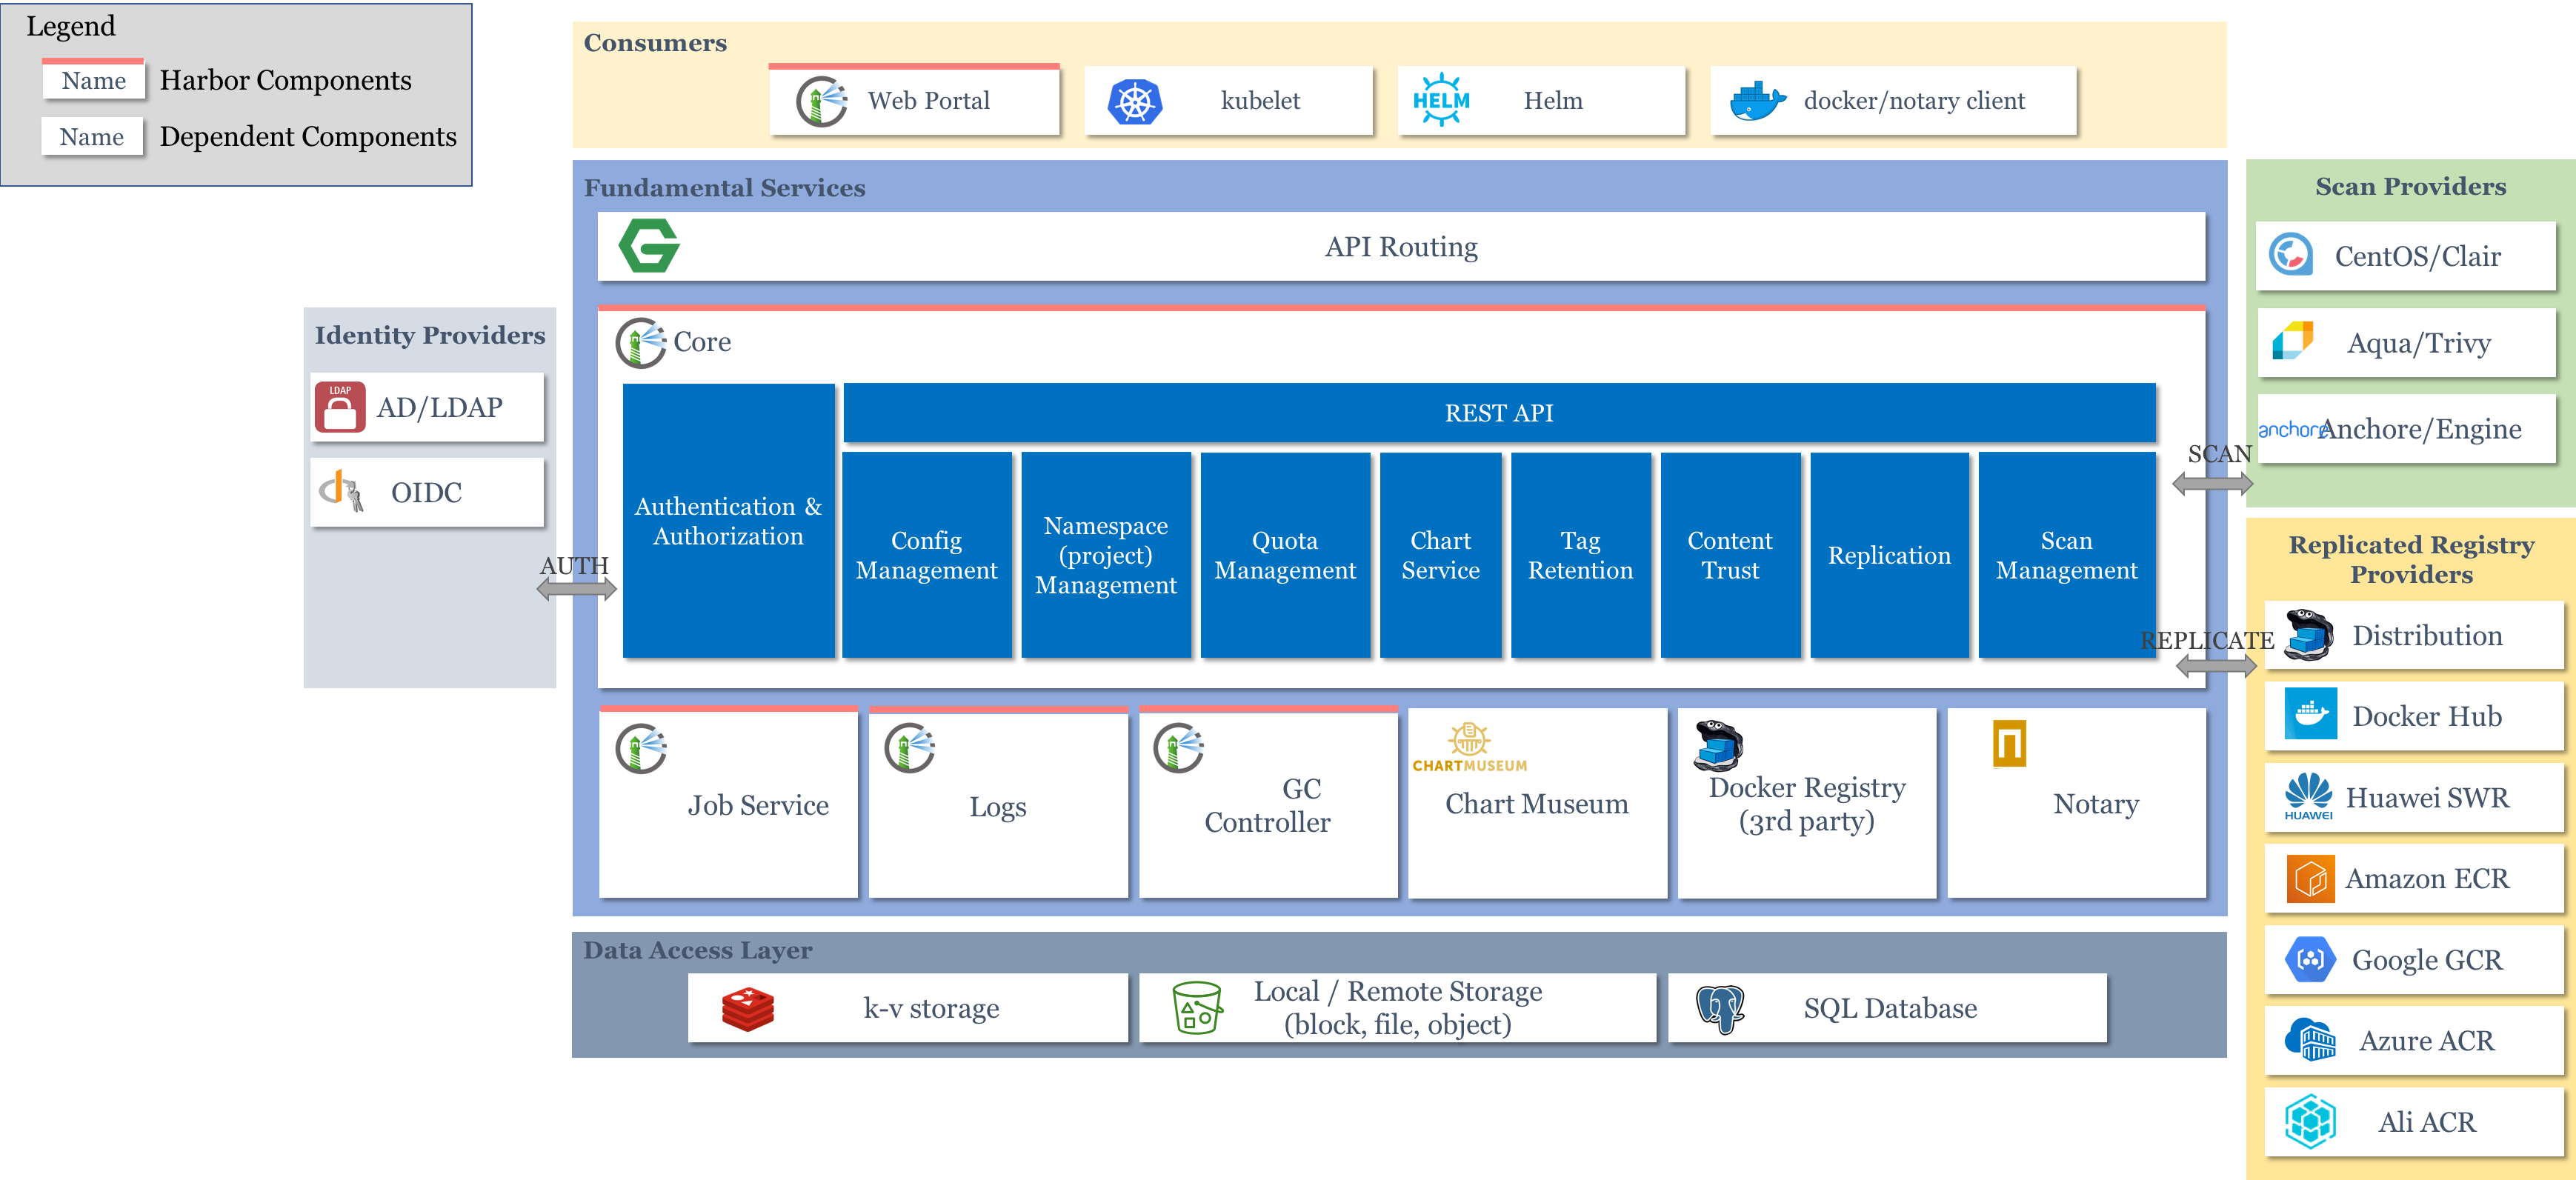 Legend
Name Harbor Components
Name Dependent Components
Consumers
Web Portal
kubelet
HELM Helm
docker/notary client
Fundamental Services
API Routing
Core
Authentication &
Authorization
REST API
Config
Management
Namespace
(project)
Management
Quota
Management
Chart
Service
Tag
Retention
Content
Trust
Replication
Scan
Management
Job Service
Logs
GC
Controller
CHARTMUSEUM
Chart Museum
Docker Registry
(3rd party)
Notary
Data Access Layer
k-v storage
Local / Remote Storage
(block, file, object)
SQL Database
Identity Providers
LDAP
AD/LDAP
OIDC
AUTH
Scan Providers
CentOS/Clair
Aqua/Trivy
anchore Anchore/Engine
SCAN
Replicated Registry
Providers
REPLICATE
Distribution
Docker Hub
HUAWEI
Huawei SWR
Amazon ECR
Google GCR
Azure ACR
Ali ACR